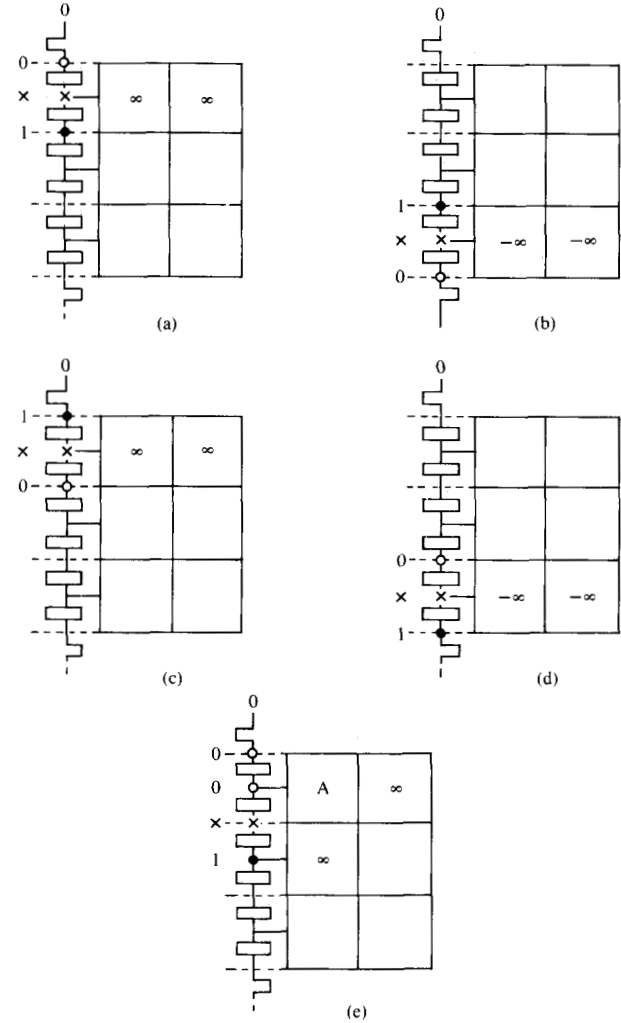 0 0
0
× × ∞ ∞
1
1
× × −∞ −∞
0
(a) (b)
0 0
1
× × ∞ ∞
0
0
× × −∞ −∞
1
(c) (d)
0
0
0 A ∞
× ×
1 ∞
(e)